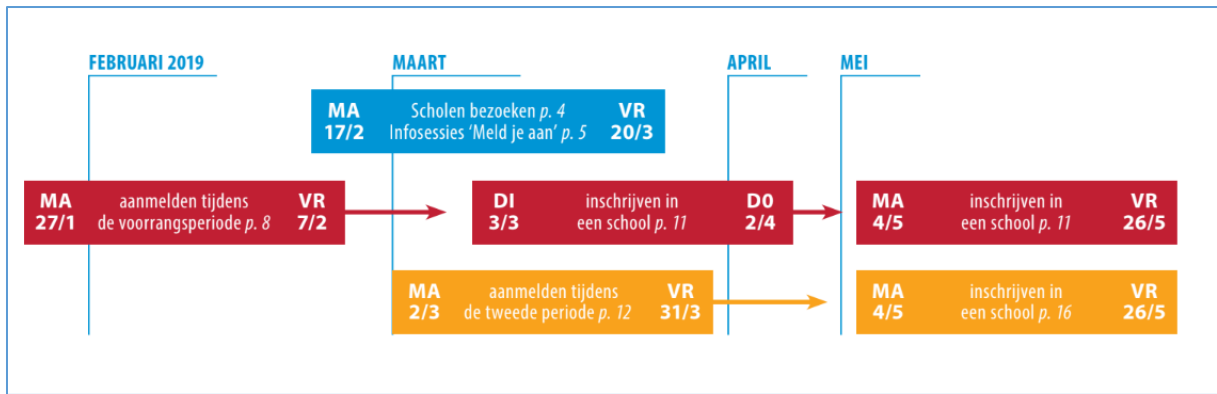 FEBRUARI 2019
MAART
APRIL
MEI
MA Scholen bezoeken p. 4 VR
17/2 Infosessies ‘Meld je aan’ p. 5 20/3
MA aanmelden tijdens VR
27/1 de voorrangsperiode p. 8 7/2
DI inschrijven in DO
3/3 een school p. 11 2/4
MA inschrijven in VR
4/5 een school p. 11 26/5
MA aanmelden tijdens VR
2/3 de tweede periode p. 12 31/3
MA inschrijven in VR
4/5 een school p. 16 26/5